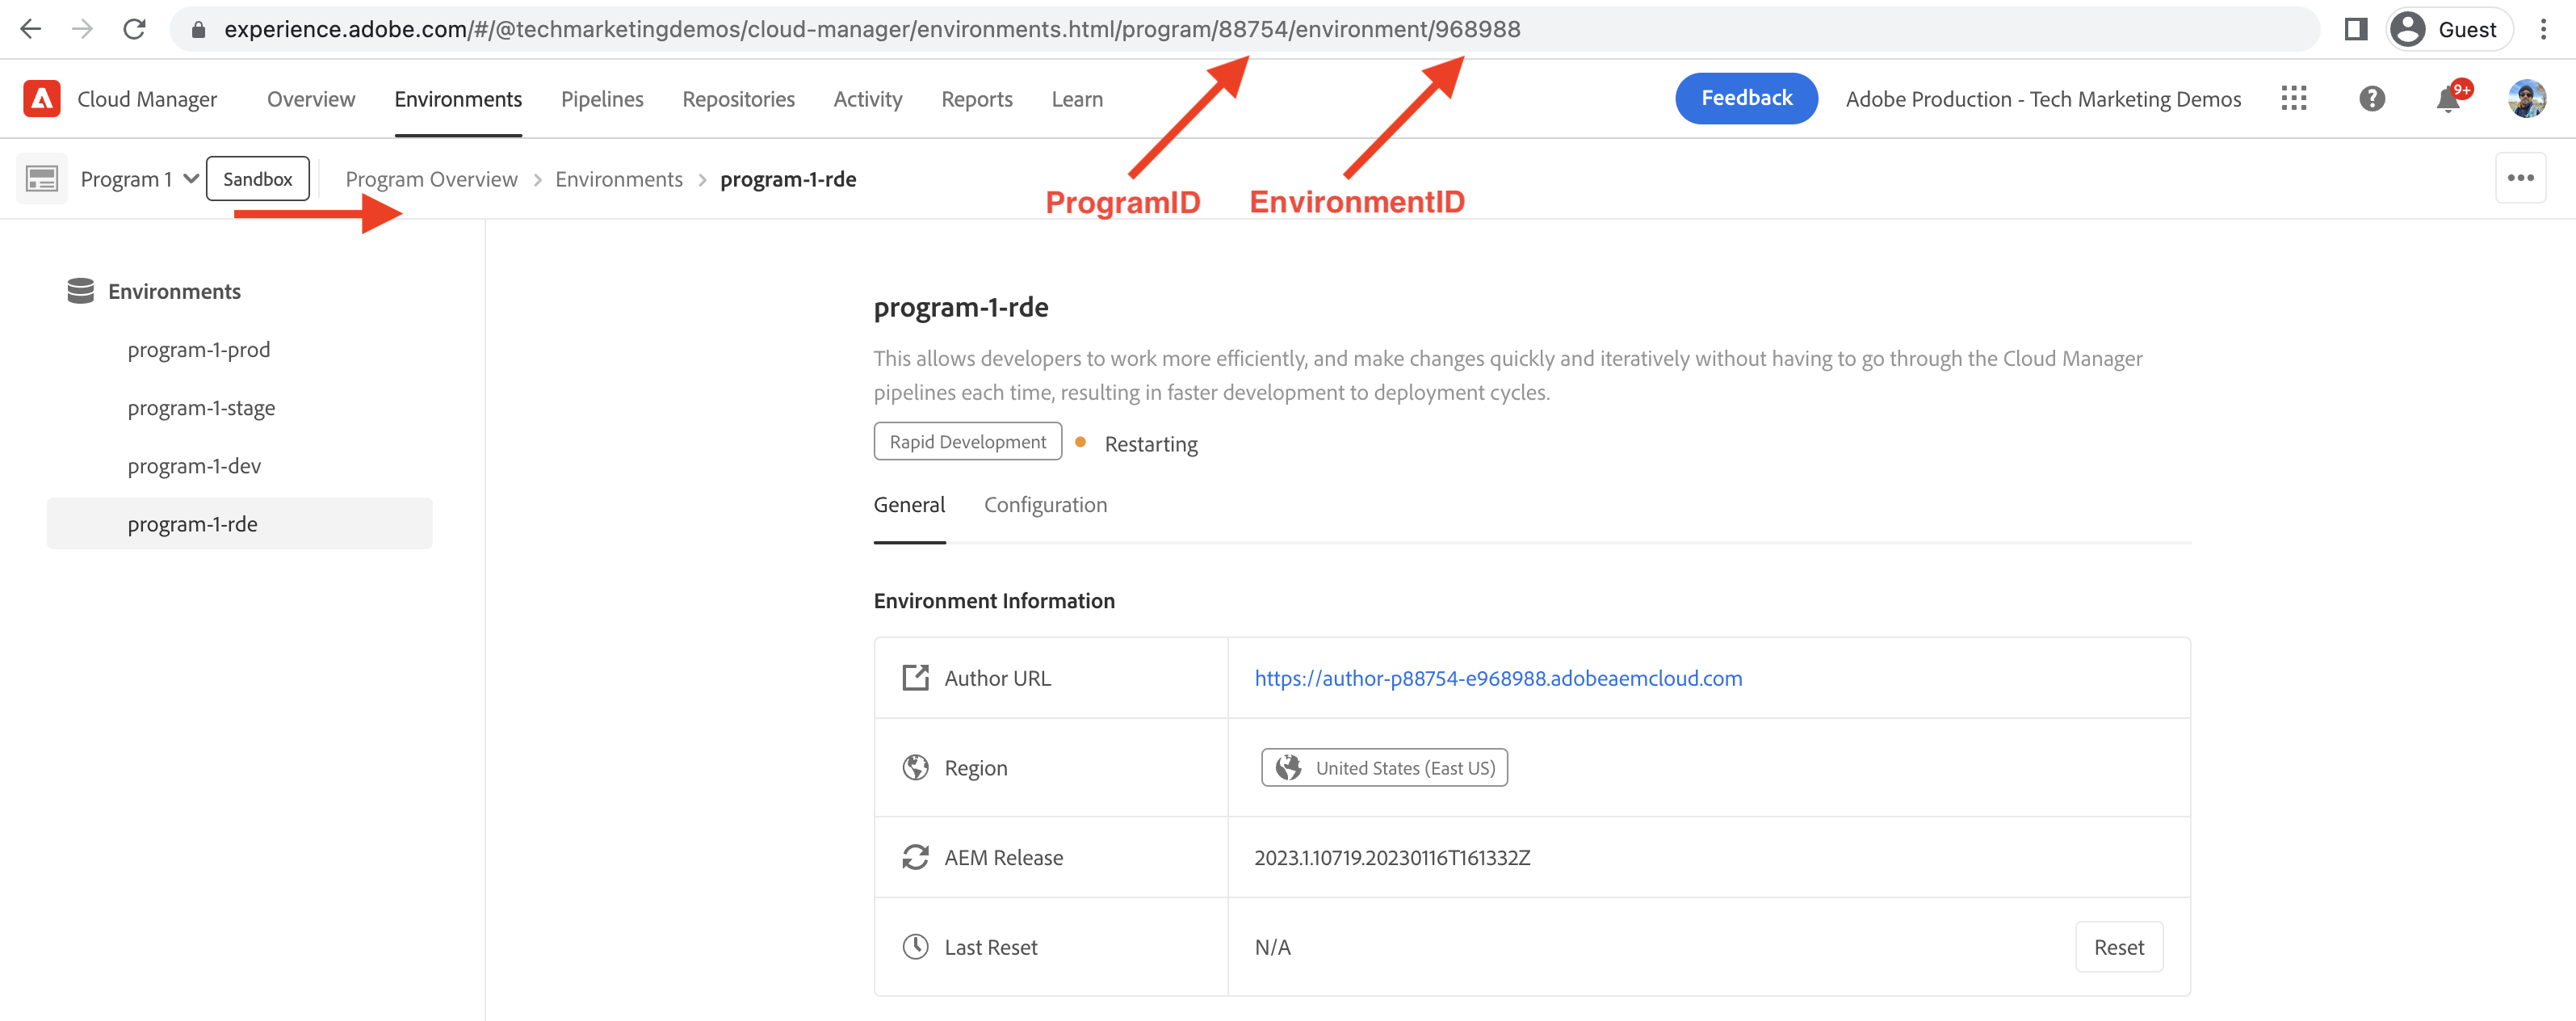 experience.adobe.com/#/@techmarketingdemos/cloud-manager/environments.html/program/88754/environment/968988
Guest
Cloud Manager
Overview
Environments
Pipelines
Repositories
Activity
Reports
Learn
Feedback
Adobe Production - Tech Marketing Demos
9+
Program 1
Sandbox
Program Overview
Environments
program-1-rde
ProgramID
EnvironmentID
Environments
program-1-prod
program-1-stage
program-1-dev
program-1-rde
program-1-rde
This allows developers to work more efficiently, and make changes quickly and iteratively without having to go through the Cloud Manager
pipelines each time, resulting in faster development to deployment cycles.
Rapid Development
Restarting
General
Configuration
Environment Information
Author URL
https://author-p88754-e968988.adobeaemcloud.com
Region
United States (East US)
AEM Release
2023.1.10719.20230116T161332Z
Last Reset
N/A
Reset